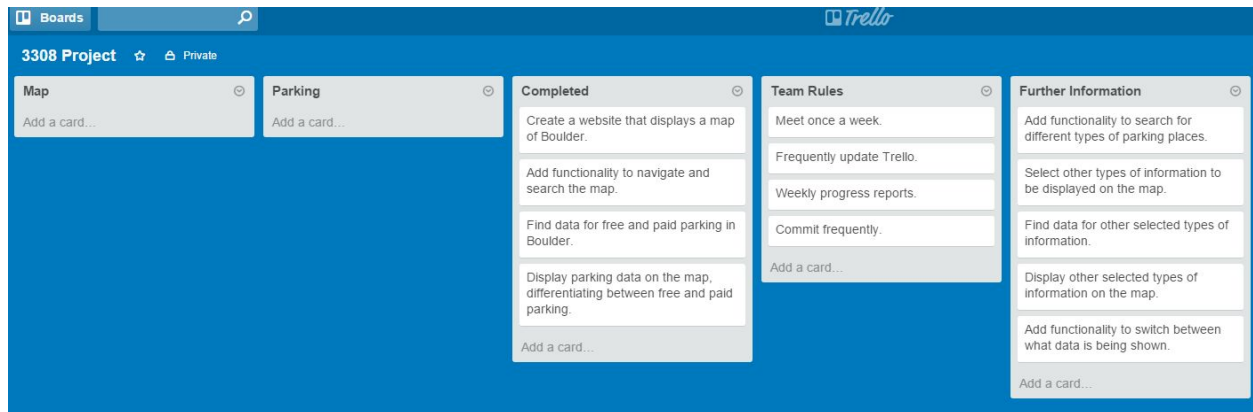 Boards
Trello
3308 Project
Private
Map
Add a card...
Parking
Add a card...
Completed
Create a website that displays a map
of Boulder.
Add functionality to navigate and
search the map.
Find data for free and paid parking in
Boulder.
Display parking data on the map,
differentiating between free and paid
parking.
Add a card...
Team Rules
Meet once a week.
Frequently update Trello.
Weekly progress reports.
Commit frequently.
Add a card...
Further Information
Add functionality to search for
different types of parking places.
Select other types of information to
be displayed on the map.
Find data for other selected types of
information.
Display other selected types of
information on the map.
Add functionality to switch between
what data is being shown.
Add a card...